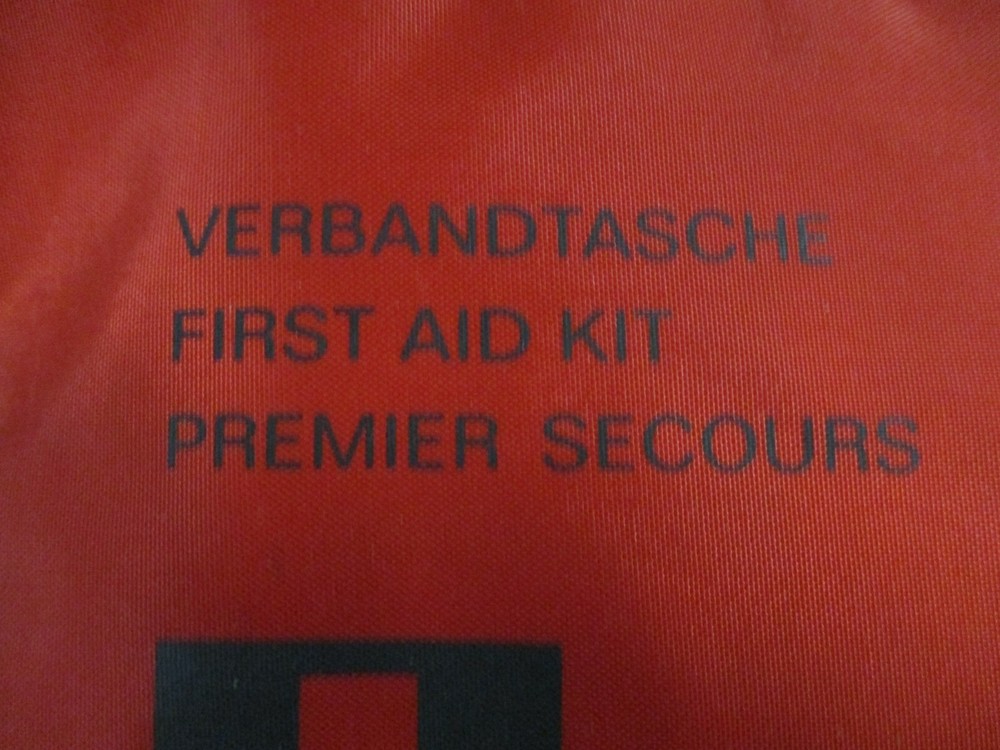 VERBANDTASCHE
FIRST AID KIT
PREMIER SECOURS